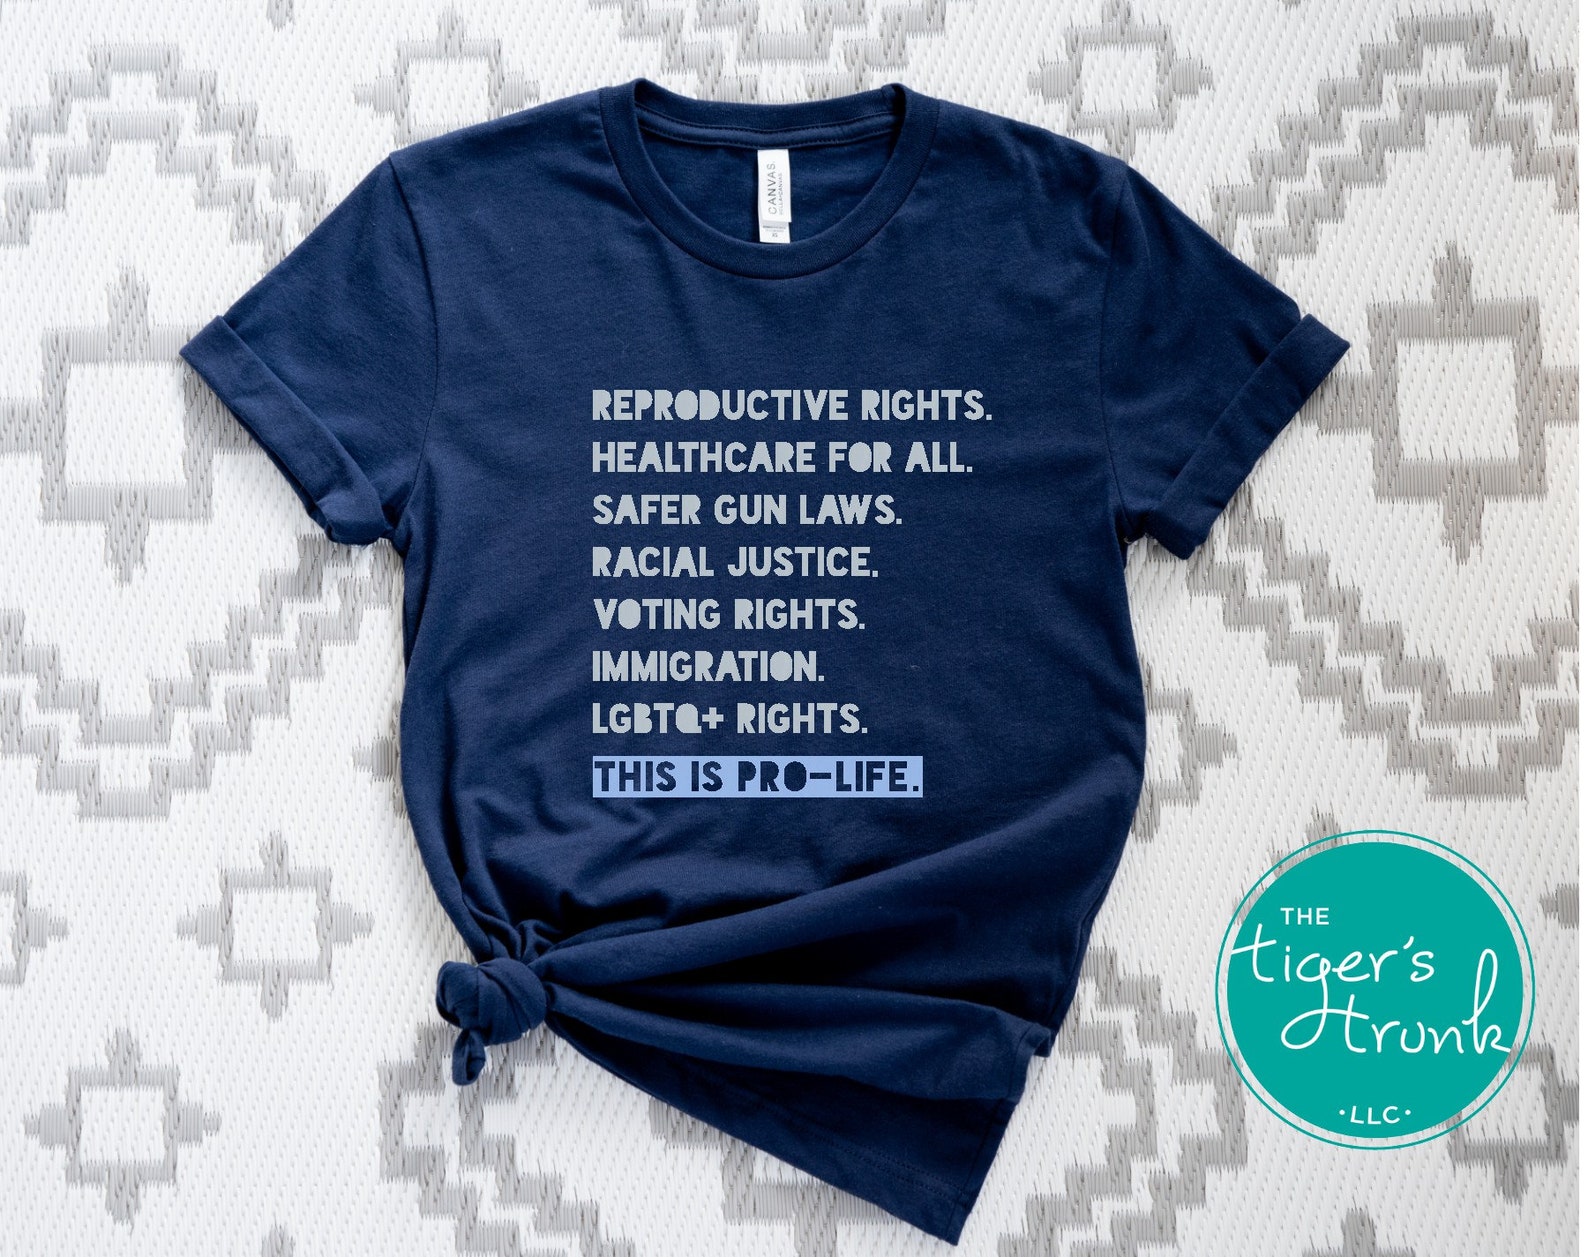 CANVAS
REPRODUCTIVE RIGHTS.
HEALTHCARE FOR ALL.
SAFER GUN LAWS.
RACIAL JUSTICE.
VOTING RIGHTS.
IMMIGRATION.
LGBTQ+ RIGHTS.
THIS IS PRO-LIFE.
THE
tiger's
trunk
•LLC•